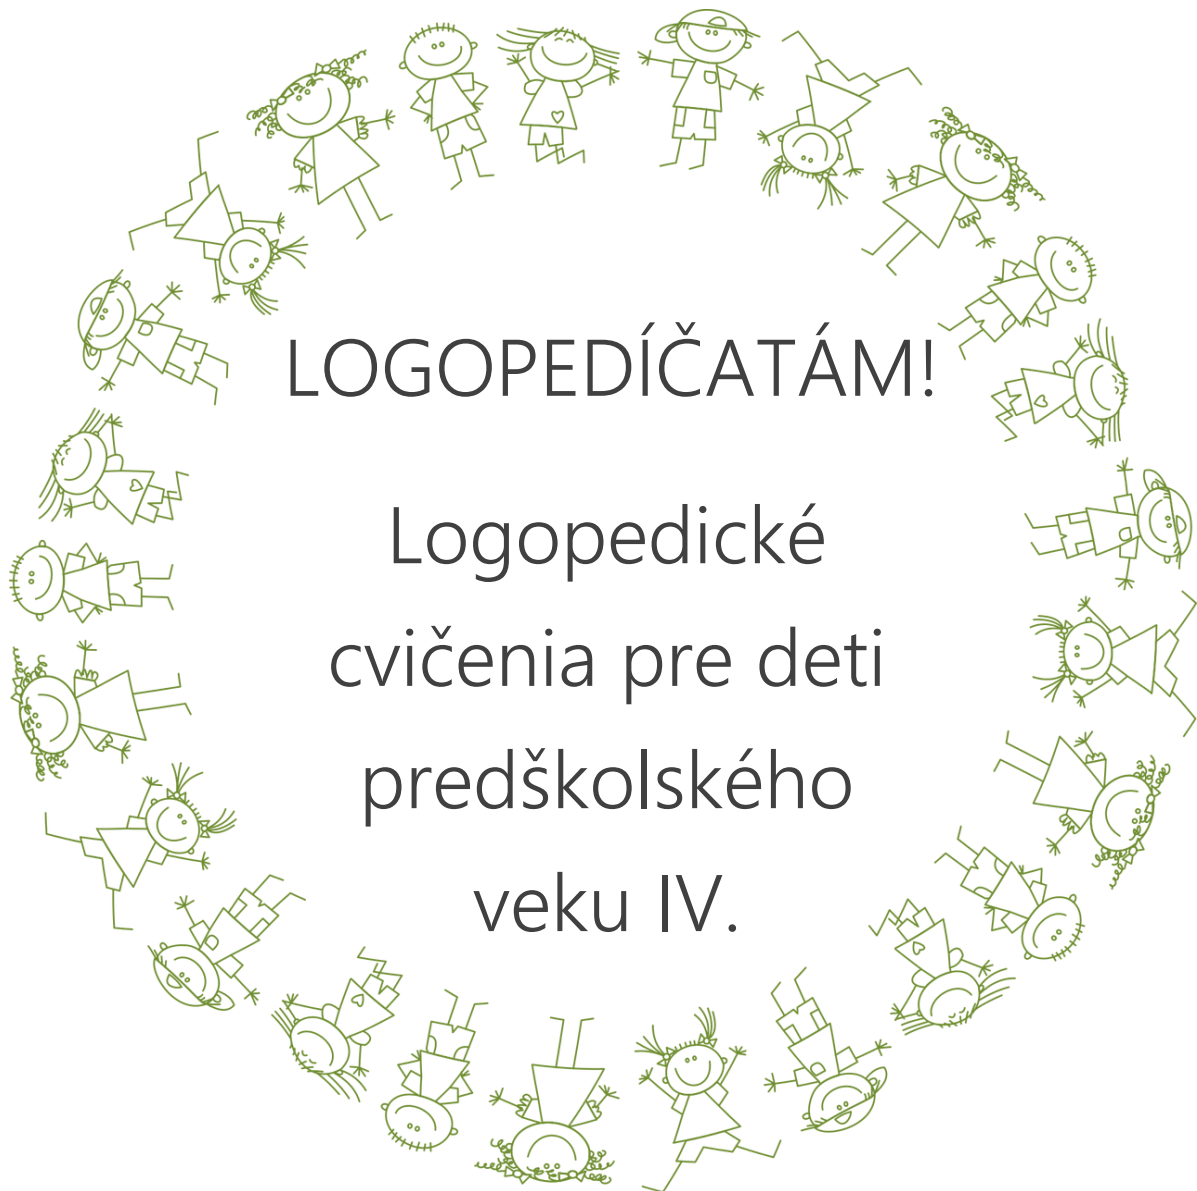 LOGOPEDÍČATÁM!
Logopedické
cvičenia pre deti
predškolského
veku IV.